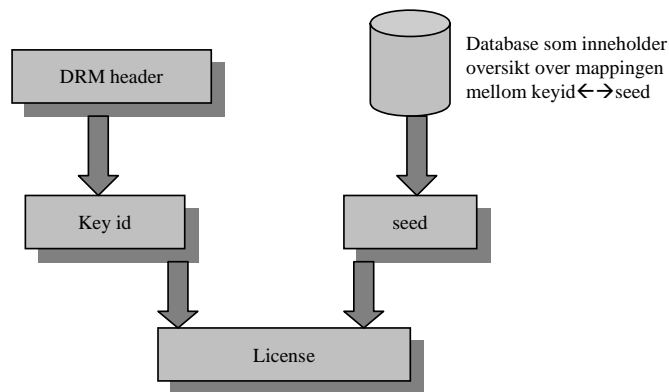 DRM header
Database som inneholder
oversikt over mappingen
mellom keyid←→seed
Key id
seed
License